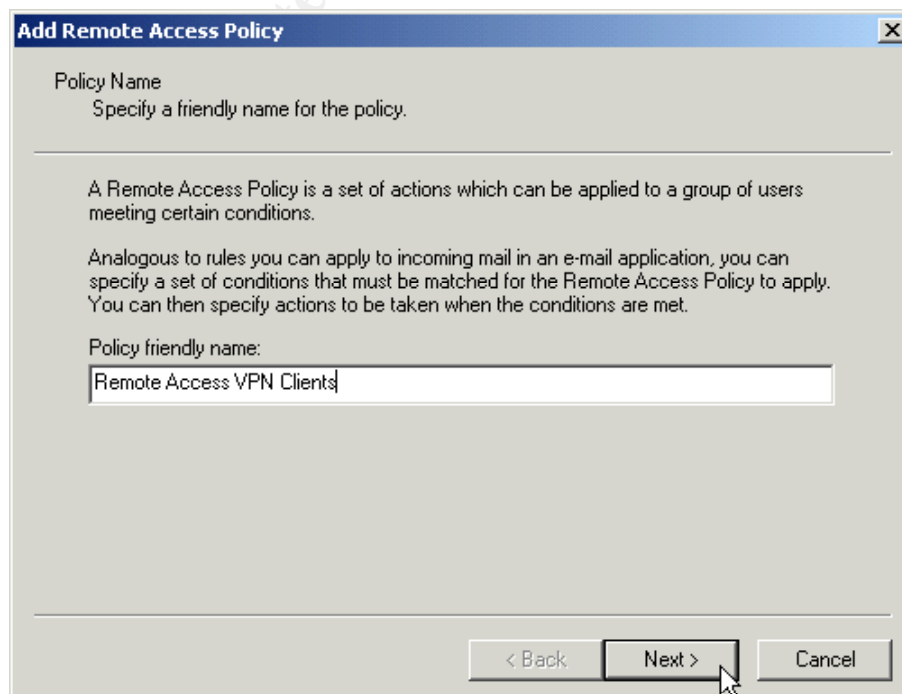 Add Remote Access Policy
Policy Name
Specify a friendly name for the policy.
A Remote Access Policy is a set of actions which can be applied to a group of users
meeting certain conditions.
Analogous to rules you can apply to incoming mail in an e-mail application, you can
specify a set of conditions that must be matched for the Remote Access Policy to apply.
You can then specify actions to be taken when the conditions are met.
Policy friendly name:
Remote Access VPN Clients
< Back
Next >
Cancel